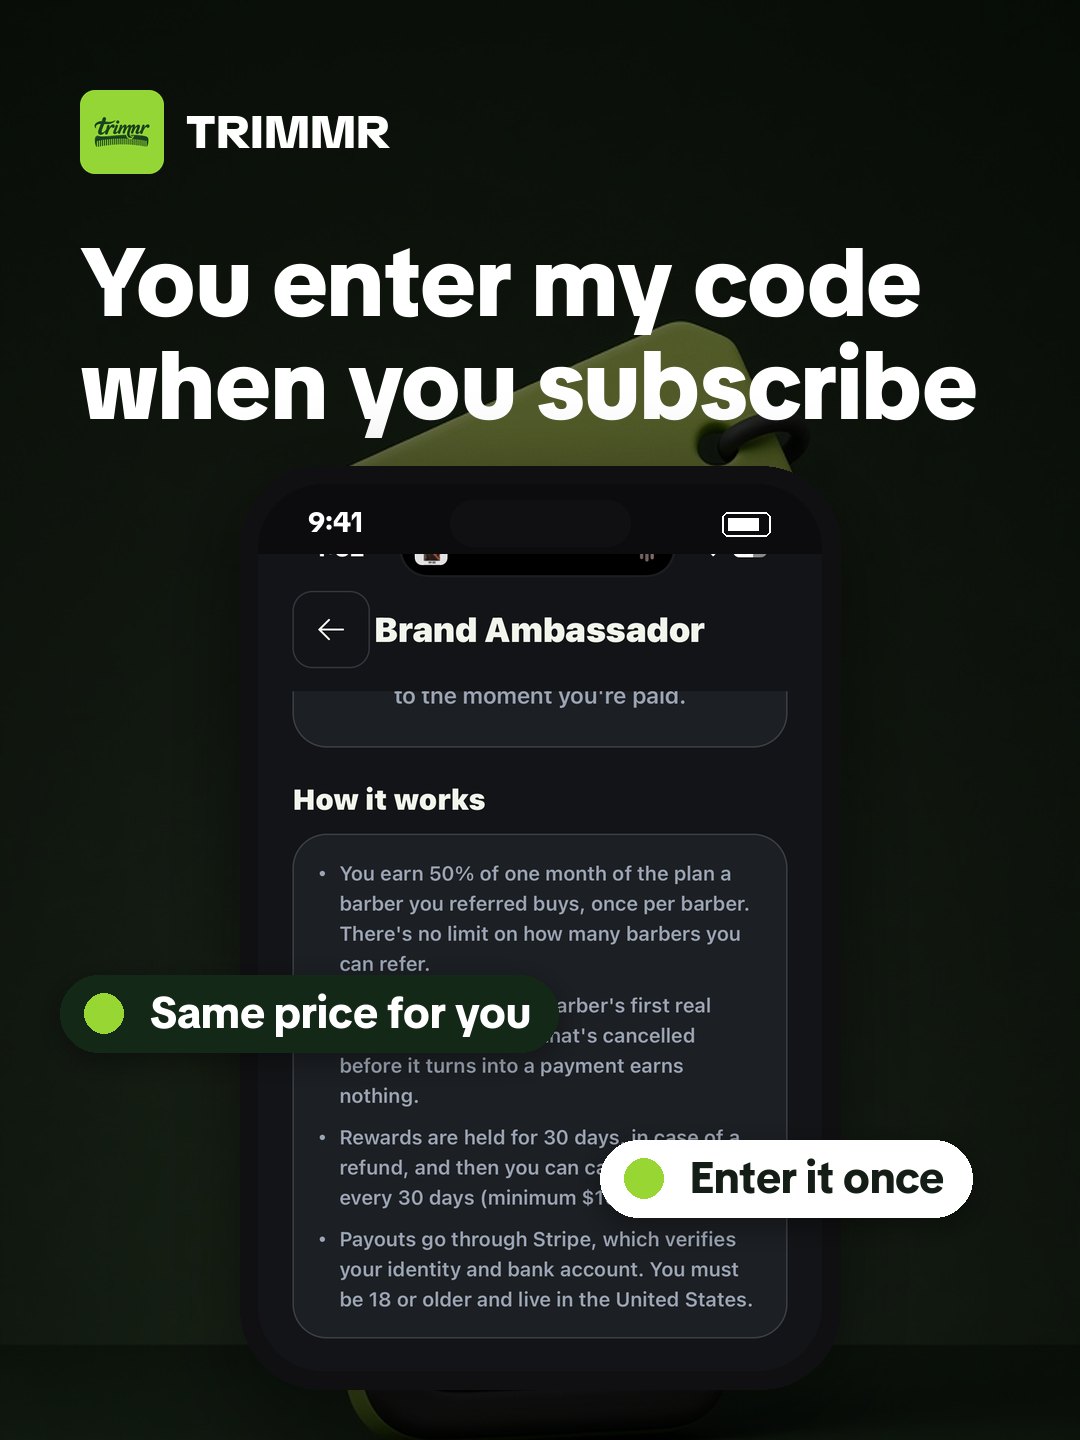 trimmr
TRIMMR
You enter my code
when you subscribe
9:41
Brand Ambassador
to the moment you're paid.
How it works
• You earn 50% of one month of the plan a
barber you referred buys, once per barber.
There's no limit on how many barbers you
can refer.
Same price for you
barber's first real
that's cancelled
before it turns into a payment earns
nothing.
• Rewards are held for 30 days, in case of a
refund, and then you can
every 30 days (minimum
Enter it once
• Payouts go through Stripe, which verifies
your identity and bank account. You must
be 18 or older and live in the United States.